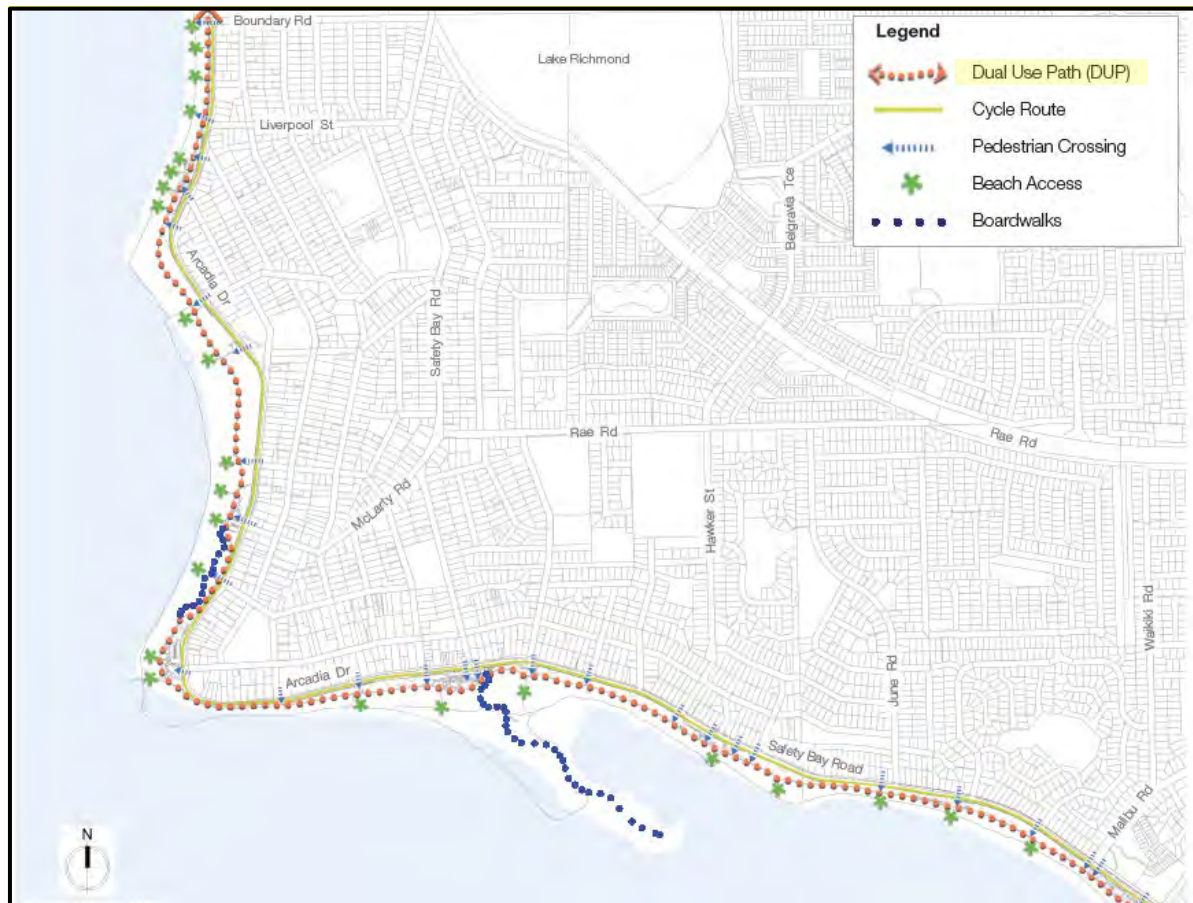 Boundary Rd
Lake Richmond
Liverpool St
Belgravia Tce
Arcadia Dr
Safety Bay Rd
Rae Rd
Rae Rd
McLarty Rd
Hawker St
Waikiki Rd
Arcadia Dr
June Rd
Safety Bay Road
Malibu Rd
N
Legend
Dual Use Path (DUP)
Cycle Route
Pedestrian Crossing
Beach Access
Boardwalks